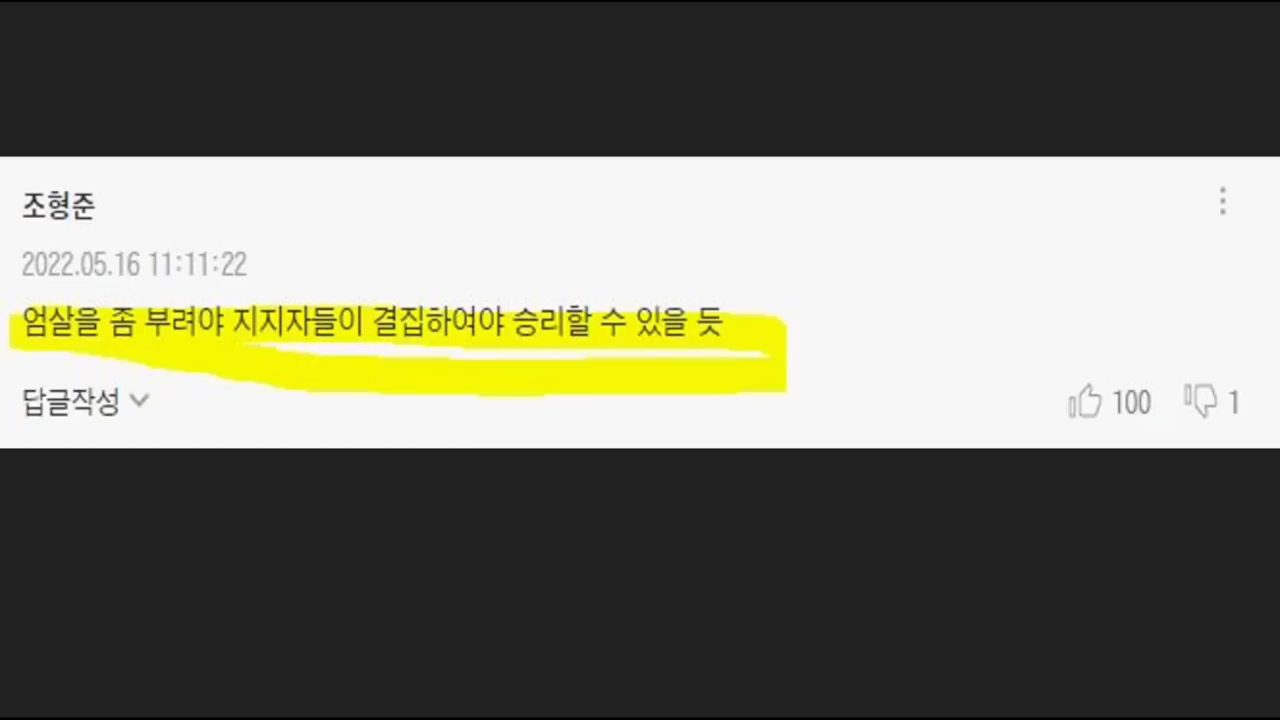 조형준
2022.05.16 11:11:22
엄살을 좀 부려야 지지자들이 결집하여야 승리할 수 있을 듯
답글작성 100 1